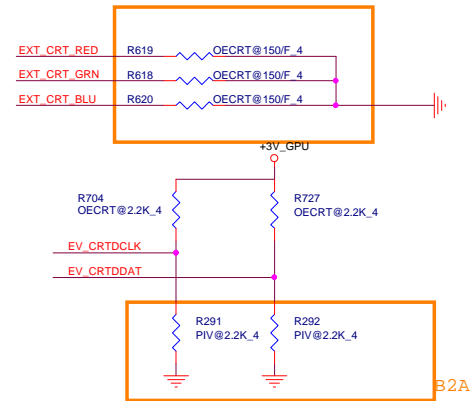 EXT_CRT_RED R619 OECRT@150/F_4
EXT_CRT_GRN R618 OECRT@150/F_4
EXT_CRT_BLU R620 OECRT@150/F_4
+3V_GPU
R704 R727
OECRT@2.2K_4 OECRT@2.2K_4
EV_CRTDCLK
EV_CRTDDAT
R291 R292
PIV@2.2K_4 PIV@2.2K_4
B2A